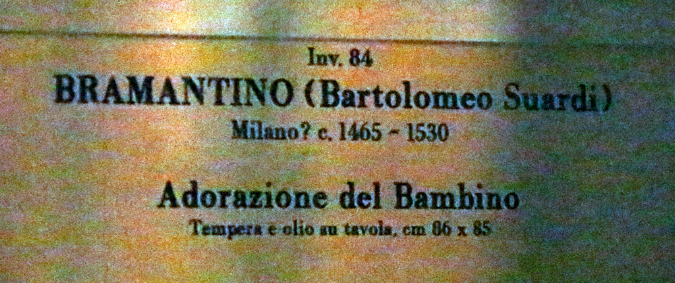 Inv. 84
BRAMANTINO (Bartolomeo Suardi)
Milano? c. 1465 - 1530
Adorazione del Bambino
Tempera e olio su tavola, cm 86 x 85